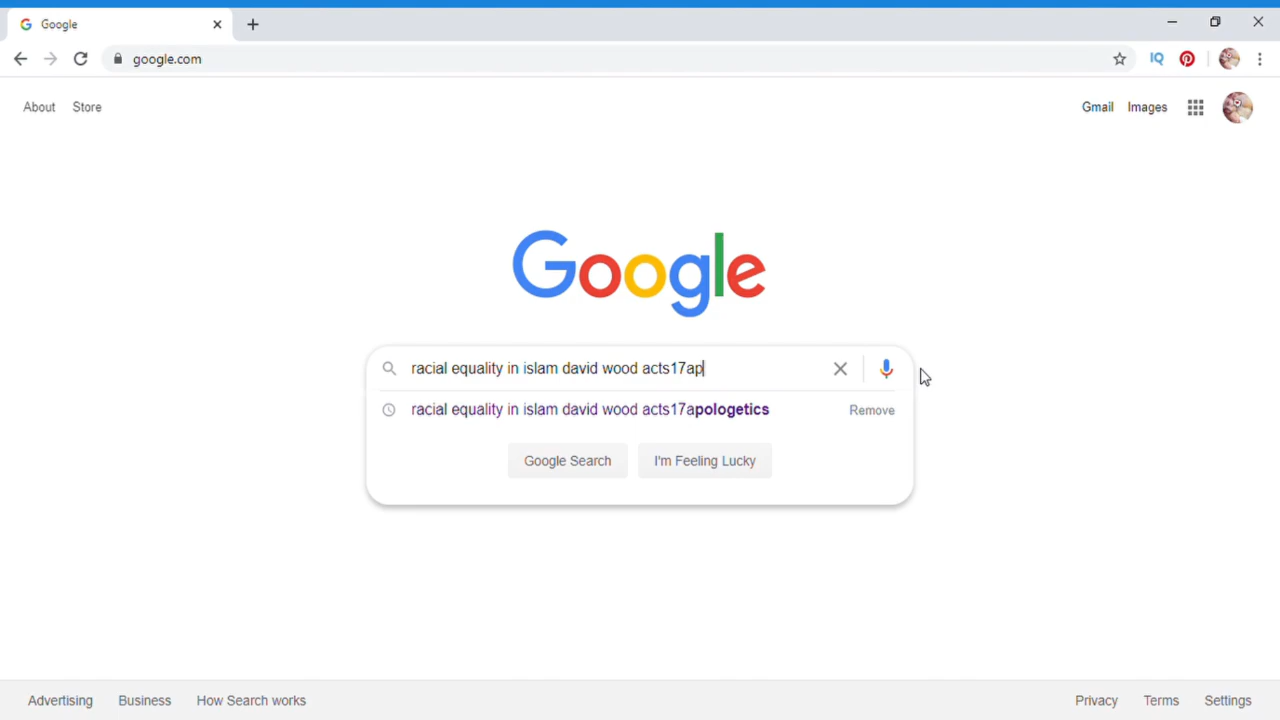 Google
google.com
IQ
About Store
Gmail Images
Google
racial equality in islam david wood acts17ap
racial equality in islam david wood acts17apologetics Remove
Google Search I'm Feeling Lucky
Advertising Business How Search works
Privacy Terms Settings